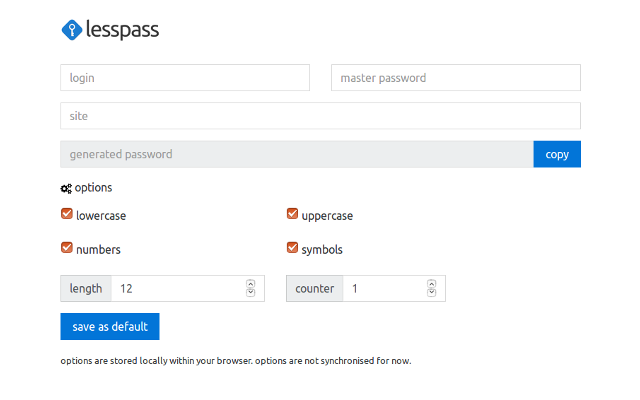 lesspass
login master password
site
generated password copy
options
lowercase uppercase
numbers symbols
length 12 counter 1
save as default
options are stored locally within your browser. options are not synchronised for now.